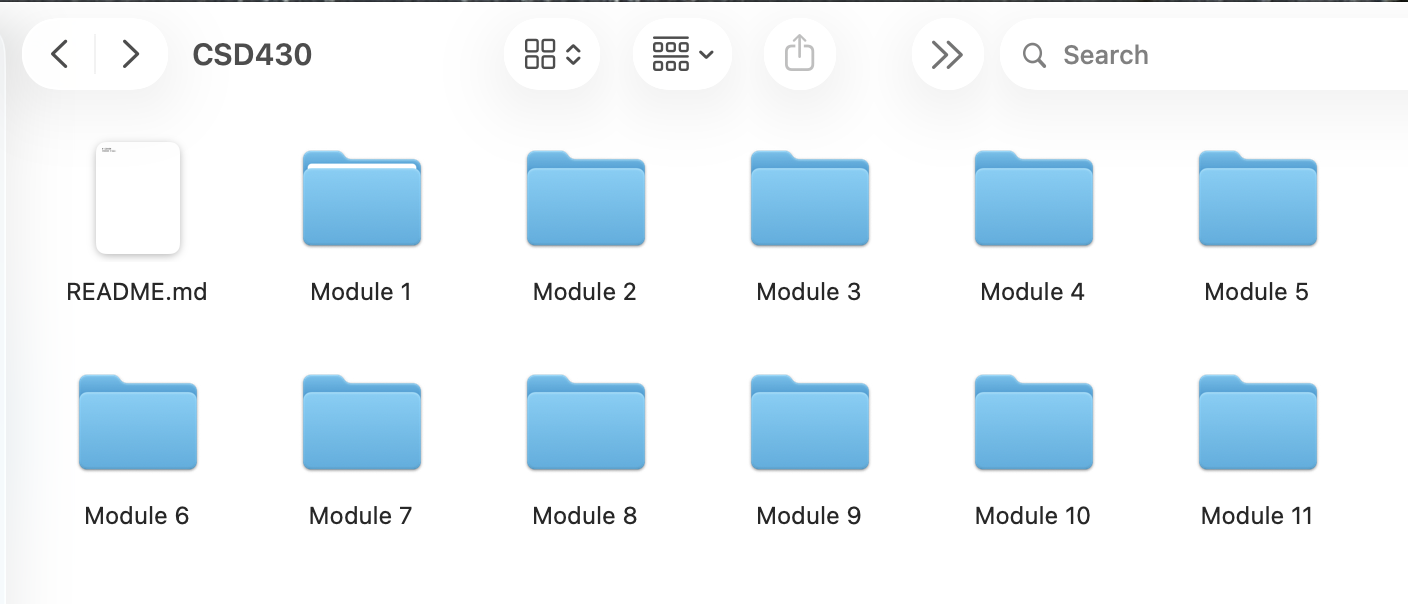 CSD430
Search
README.md
Module 1
Module 2
Module 3
Module 4
Module 5
Module 6
Module 7
Module 8
Module 9
Module 10
Module 11